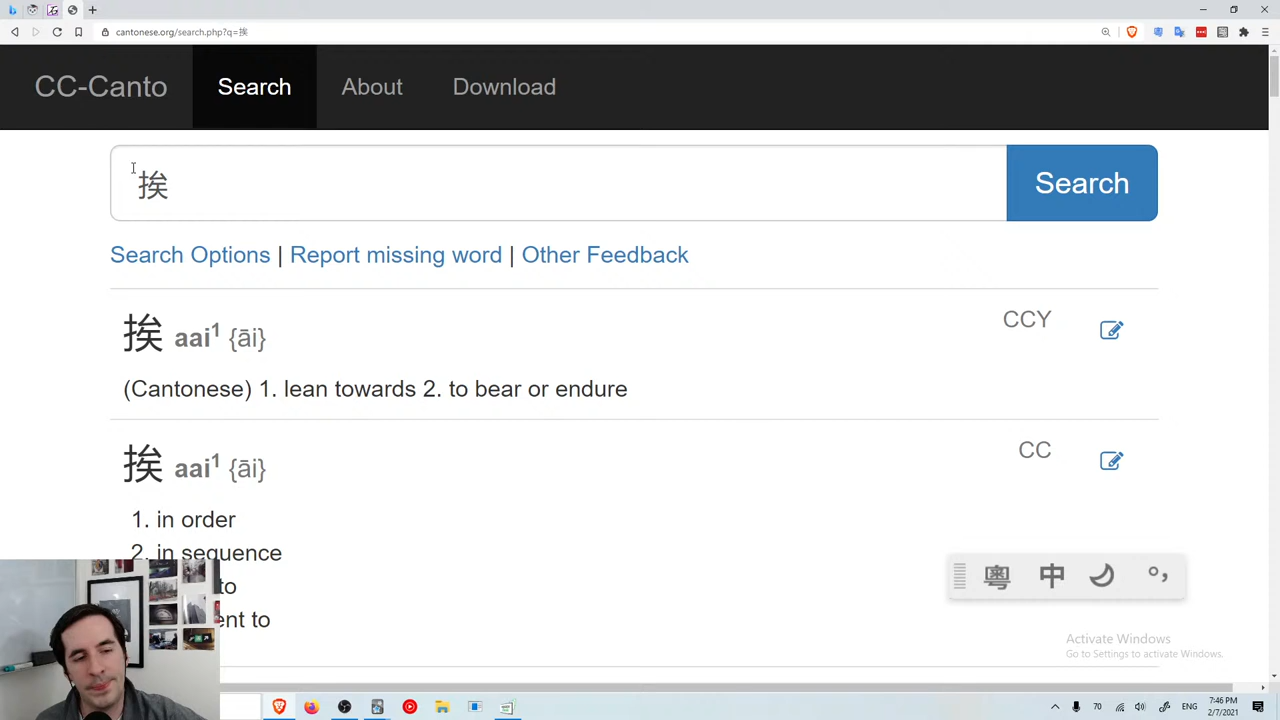 cantonese.org/search.php?q=挨
CC-Canto Search About Download
挨 Search
Search Options | Report missing word | Other Feedback
挨 aai¹ {āi} CCY
(Cantonese) 1. lean towards 2. to bear or endure
挨 aai¹ {āi} CC
1. in order
2. in sequence
to
to
粵 中 °,
Activate Windows
Go to Settings to activate Windows.
70 ENG 7:46 PM
2/7/2021